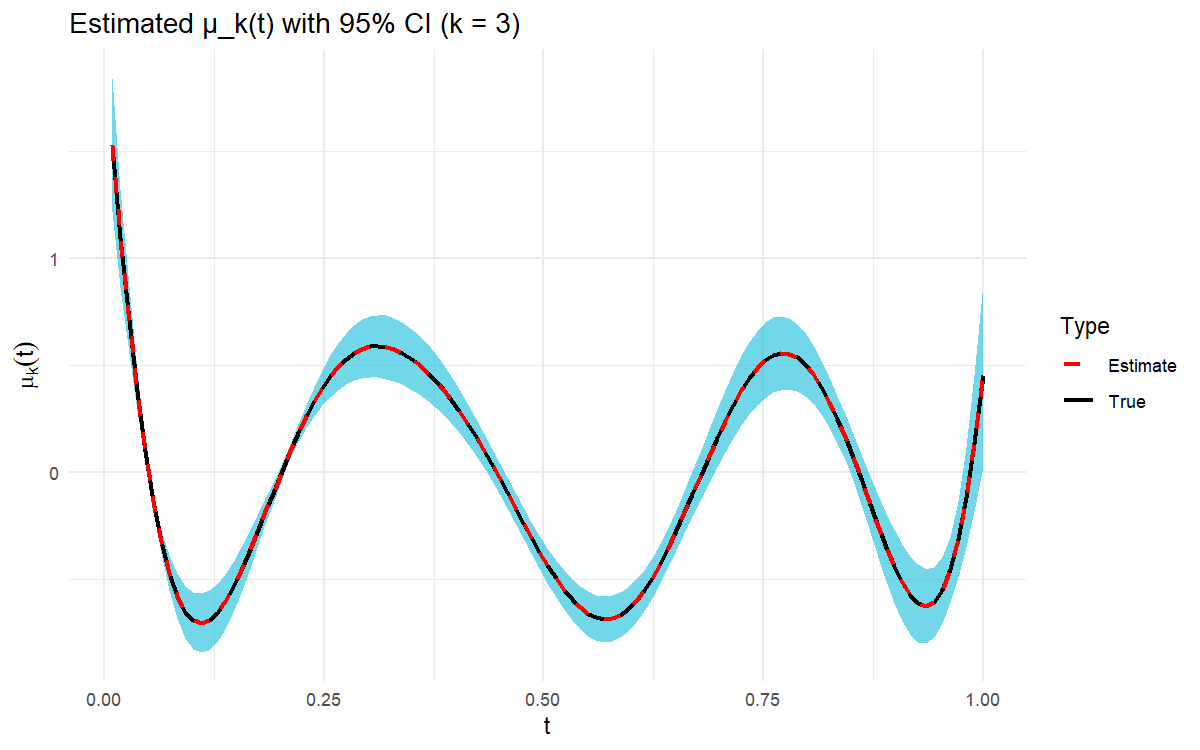 Estimated μ_k(t) with 95% CI (k = 3)
μₖ(t)
1
0
0.00 0.25 0.50 0.75 1.00
t
Type
Estimate
True